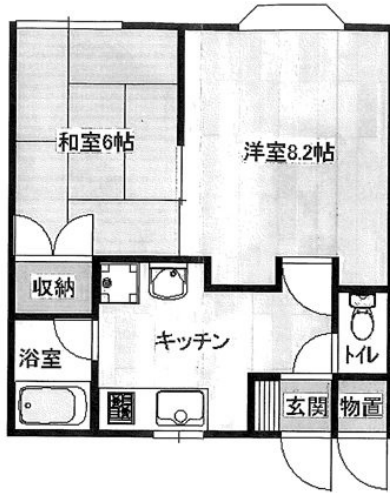 和室6帖
洋室8.2帖
収納
浴室
キッチン
トイレ
玄関
物置